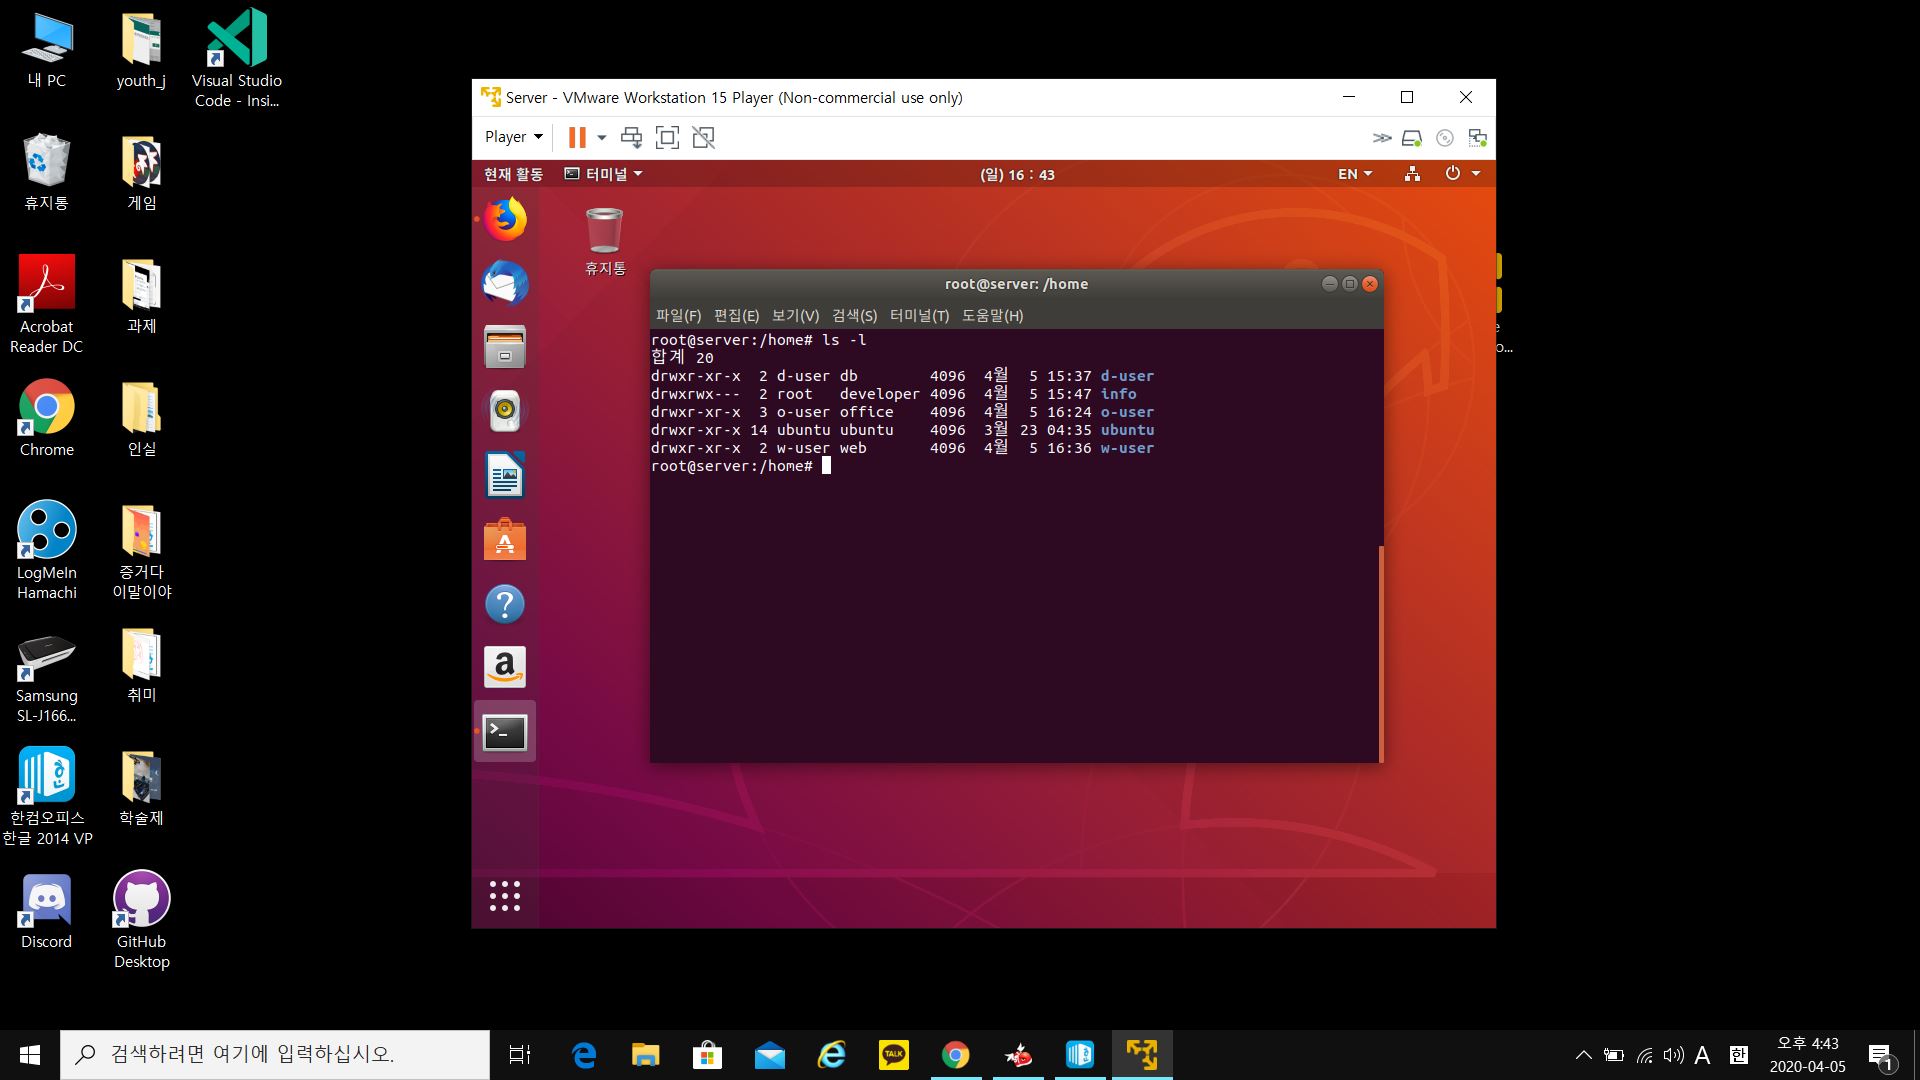 내 PC
youth_j
Visual Studio
Code - Insi...
휴지통
게임
Acrobat
Reader DC
과제
Chrome
인실
LogMeIn
Hamachi
증거다
이말이야
Samsung
SL-J166...
취미
한컴오피스
한글 2014 VP
학술제
Discord
GitHub
Desktop
Server - VMware Workstation 15 Player (Non-commercial use only)
Player
현재 활동
터미널
(일) 16 : 43
EN
휴지통
root@server: /home
파일(F) 편집(E) 보기(V) 검색(S) 터미널(T) 도움말(H)
root@server:/home# ls -l
합계 20
drwxr-xr-x  2 d-user db        4096  4월  5 15:37 d-user
drwxrwx---  2 root   developer 4096  4월  5 15:47 info
drwxr-xr-x  3 o-user office    4096  4월  5 16:24 o-user
drwxr-xr-x 14 ubuntu ubuntu    4096  3월 23 04:35 ubuntu
drwxr-xr-x  2 w-user web       4096  4월  5 16:36 w-user
root@server:/home#
e
o...
검색하려면 여기에 입력하십시오.
TALK
A
한
오후 4:43
2020-04-05
1